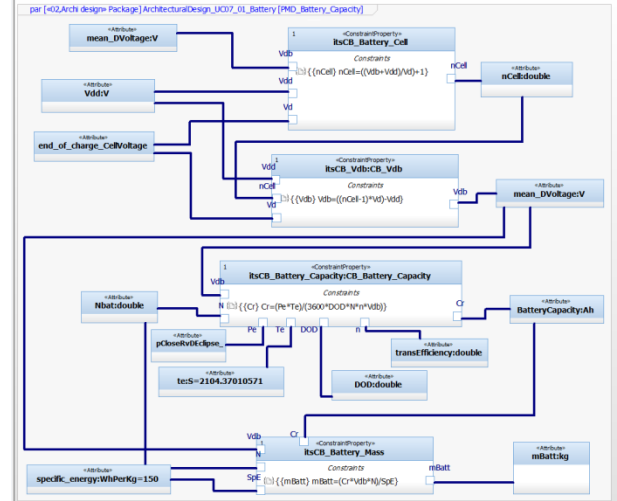 par [«02,Archi design» Package] ArchitecturalDesign_UC07_01_Battery [PMD_Battery_Capacity]
«Attribute»
mean_DVoltage:V
1
«ConstraintProperty»
itsCB_Battery_Cell
Constraints
{{nCell} nCell=((Vdb+Vdd)/Vd)+1}
Vdb
Vdd
Vd
nCell
«Attribute»
nCell:double
«Attribute»
Vdd:V
«Attribute»
end_of_charge_CellVoltage
1
«ConstraintProperty»
itsCB_Vdb:CB_Vdb
Constraints
{{Vdb} Vdb=((nCell-1)*Vd)-Vdd}
Vdd
nCell
Vd
Vdb
«Attribute»
mean_DVoltage:V
1
«ConstraintProperty»
itsCB_Battery_Capacity:CB_Battery_Capacity
Constraints
{{Cr} Cr=(Pe*Te)/(3600*DOD*N*n*Vdb)}
Vdb
N
Cr
Pe
Te
DOD
n
«Attribute»
Nbat:double
«Attribute»
BatteryCapacity:Ah
«Attribute»
pCloseRvDEclipse_
«Attribute»
transEfficiency:double
«Attribute»
te:S=2104.37010571
«Attribute»
DOD:double
Vdb
Cr
N
SpE
«ConstraintProperty»
itsCB_Battery_Mass
Constraints
{{mBatt} mBatt=(Cr*Vdb*N)/SpE}
mBatt
«Attribute»
mBatt:kg
«Attribute»
specific_energy:WhPerKg=150